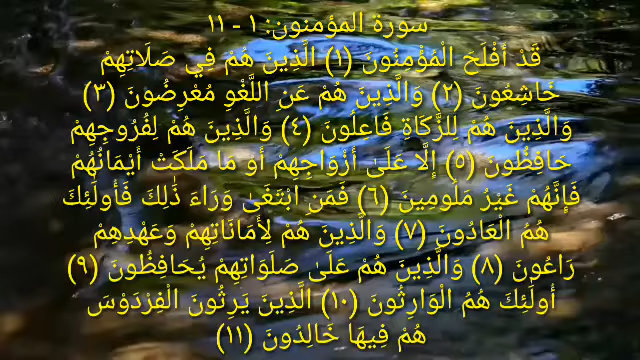 سورة المؤمنون: ١ - ١١
قَدْ أَفْلَحَ الْمُؤْمِنُونَ (١) الَّذِينَ هُمْ فِي صَلَاتِهِمْ
خَاشِعُونَ (٢) وَالَّذِينَ هُمْ عَنِ اللَّغْوِ مُعْرِضُونَ (٣)
وَالَّذِينَ هُمْ لِلزَّكَاةِ فَاعِلُونَ (٤) وَالَّذِينَ هُمْ لِفُرُوجِهِمْ
حَافِظُونَ (٥) إِلَّا عَلَىٰ أَزْوَاجِهِمْ أَوْ مَا مَلَكَتْ أَيْمَانُهُمْ
فَإِنَّهُمْ غَيْرُ مَلُومِينَ (٦) فَمَنِ ابْتَغَىٰ وَرَاءَ ذَٰلِكَ فَأُولَٰئِكَ
هُمُ الْعَادُونَ (٧) وَالَّذِينَ هُمْ لِأَمَانَاتِهِمْ وَعَهْدِهِمْ
رَاعُونَ (٨) وَالَّذِينَ هُمْ عَلَىٰ صَلَوَاتِهِمْ يُحَافِظُونَ (٩)
أُولَٰئِكَ هُمُ الْوَارِثُونَ (١٠) الَّذِينَ يَرِثُونَ الْفِرْدَوْسَ
هُمْ فِيهَا خَالِدُونَ (١١)